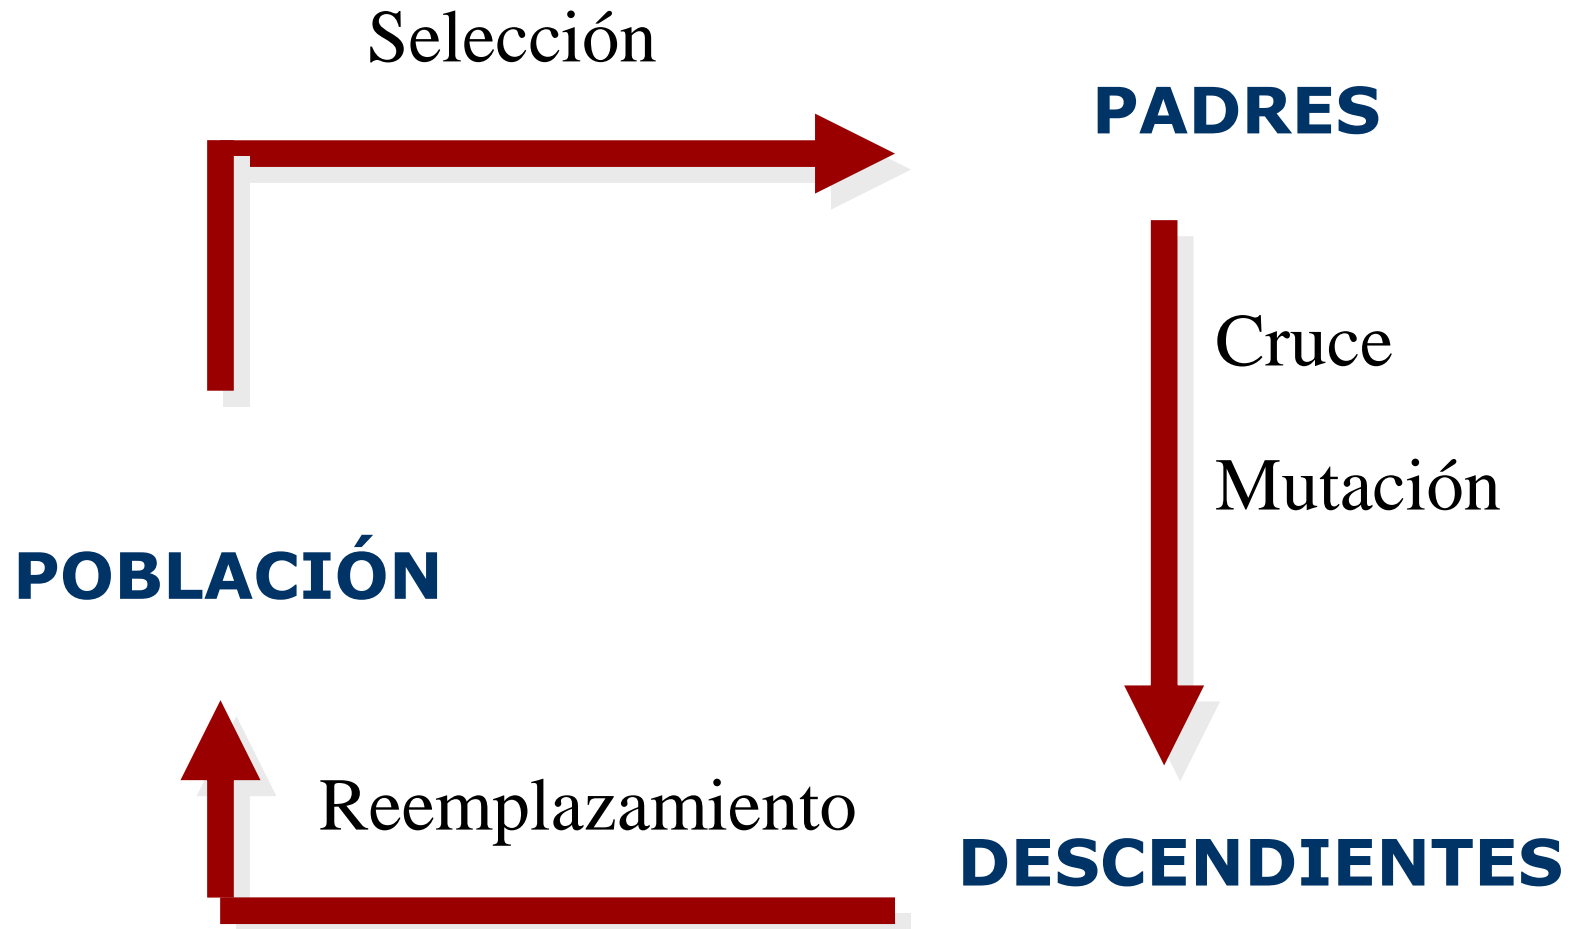 Selección
PADRES
Cruce
Mutación
POBLACIÓN
Reemplazamiento
DESCENDIENTES